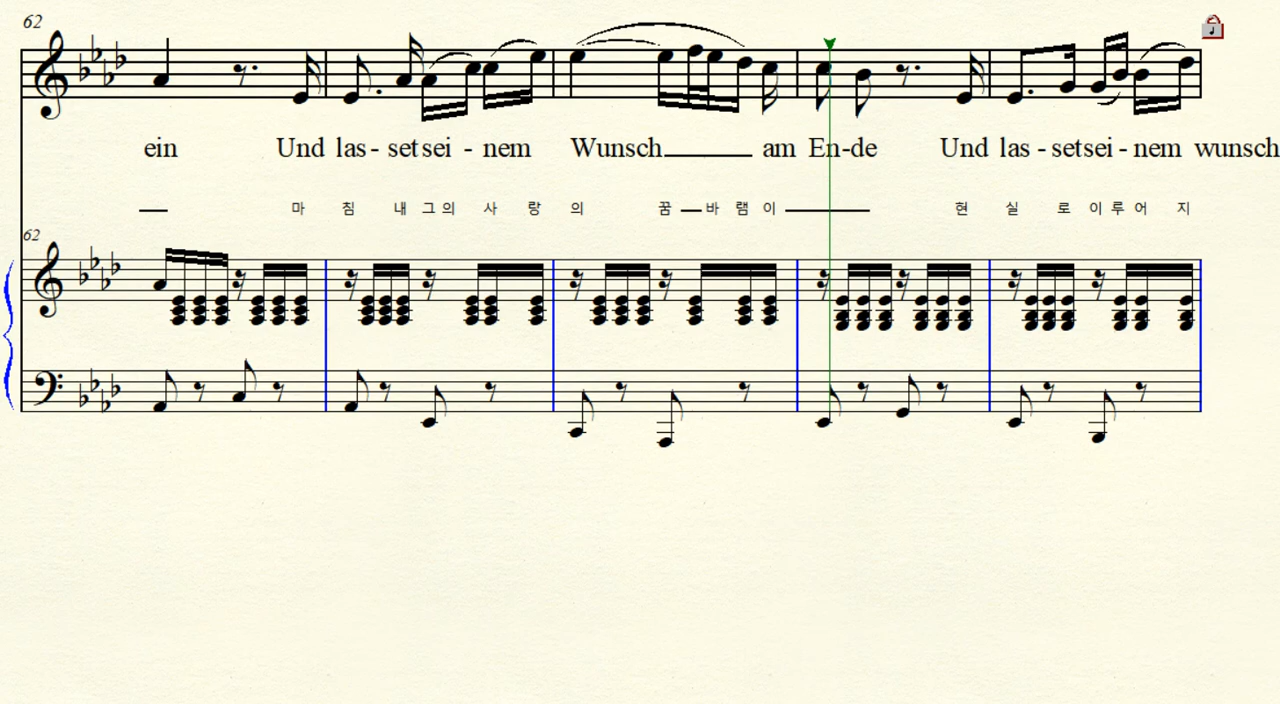 62
ein Und las - set sei - nem Wunsch____ am En-de Und las - set sei - nem wunsch
마 침 내 그 의 사 랑 의 꿈 — 바 램 이 — 현 실 로 이 루 어 지
62